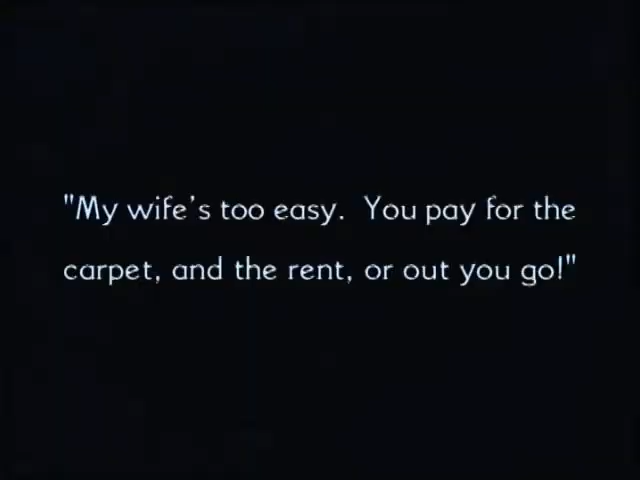 "My wife's too easy.  You pay for the
carpet, and the rent, or out you go!"